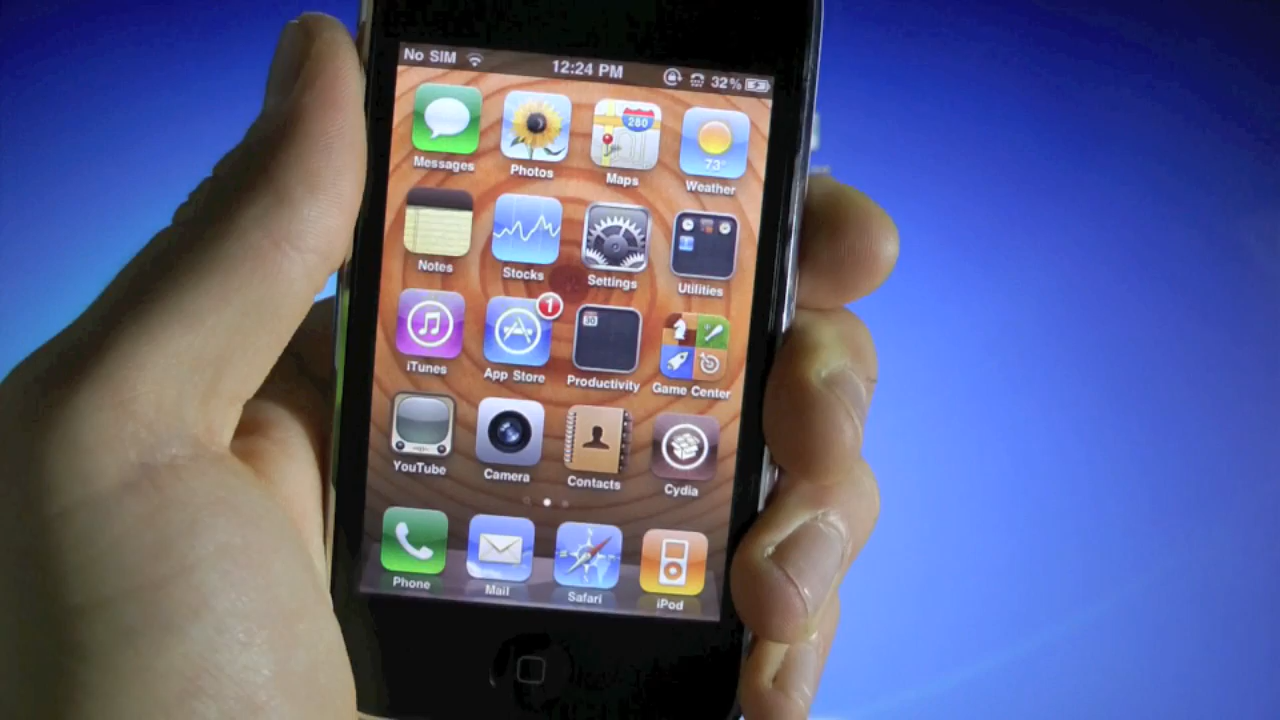 No SIM 12:24 PM 32%
280
73°
Messages Photos Maps Weather
Notes Stocks Settings Utilities
1
30
iTunes App Store Productivity Game Center
YouTube Camera Contacts Cydia
Phone Mail Safari iPod